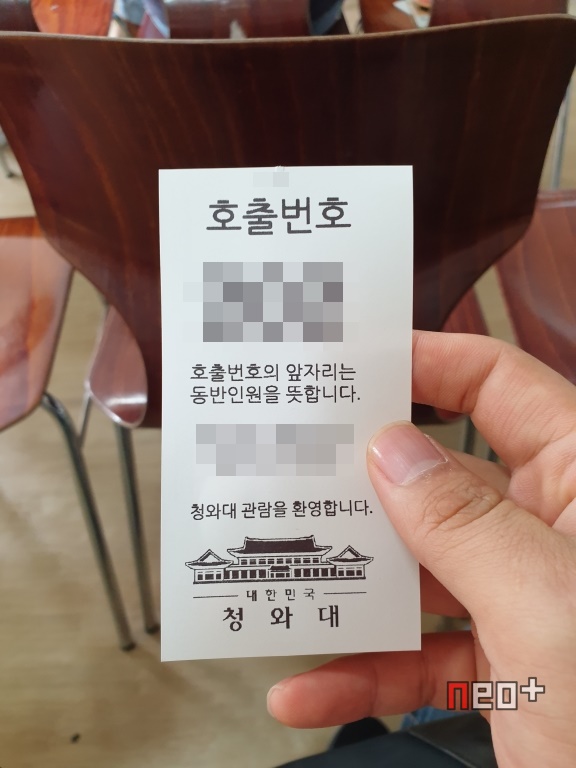 호출번호
호출번호의 앞자리는
동반인원을 뜻합니다.
청와대 관람을 환영합니다.
대한민국
청와대
neo+